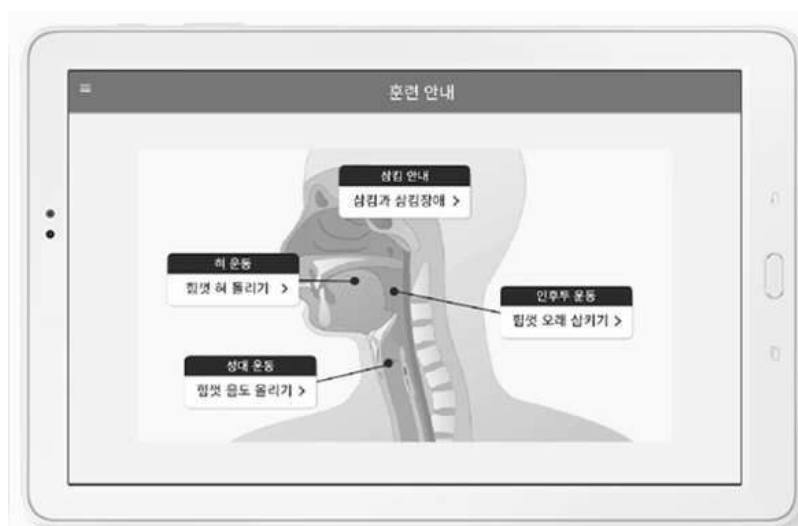 훈련 안내
삼킴 안내
삼킴과 삼킴장애 >
혀 운동
힘껏 혀 돌리기 >
인후두 운동
힘껏 오래 삼키기 >
성대 운동
힘껏 음도 올리기 >